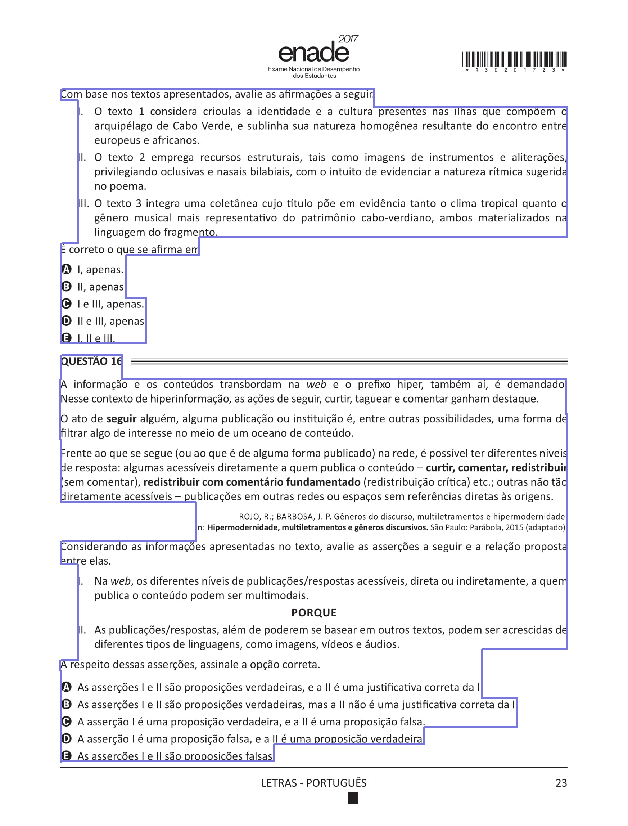 2017
enade
Exame Nacional de Desempenho
dos Estudantes
Com base nos textos apresentados, avalie as afirmações a seguir.
I. O texto 1 considera crioulas a identidade e a cultura presentes nas ilhas que compõem o
arquipélago de Cabo Verde, e sublinha sua natureza homogênea resultante do encontro entre
europeus e africanos.
II. O texto 2 emprega recursos estruturais, tais como imagens de instrumentos e aliterações,
privilegiando oclusivas e nasais bilabiais, com o intuito de evidenciar a natureza rítmica sugerida
no poema.
III. O texto 3 integra uma coletânea cujo título põe em evidência tanto o clima tropical quanto o
gênero musical mais representativo do patrimônio cabo-verdiano, ambos materializados na
linguagem do fragmento.
É correto o que se afirma em
A I, apenas.
B II, apenas
C I e III, apenas.
D II e III, apenas
E I, II e III.
QUESTÃO 16
A informação e os conteúdos transbordam na web e o prefixo hiper, também aí, é demandado
Nesse contexto de hiperinformação, as ações de seguir, curtir, taguear e comentar ganham destaque.
O ato de seguir alguém, alguma publicação ou instituição é, entre outras possibilidades, uma forma de
filtrar algo de interesse no meio de um oceano de conteúdo.
Frente ao que se segue (ou ao que é de alguma forma publicado) na rede, é possível ter diferentes níveis
de resposta: algumas acessíveis diretamente a quem publica o conteúdo – curtir, comentar, redistribuir
(sem comentar), redistribuir com comentário fundamentado (redistribuição crítica) etc.; outras não tão
diretamente acessíveis – publicações em outras redes ou espaços sem referências diretas às origens.
ROJO, R.; BARBOSA, J. P. Gêneros do discurso, multiletramentos e hipermodernidade
In: Hipermodernidade, multiletramentos e gêneros discursivos. São Paulo: Parábola, 2015 (adaptado)
Considerando as informações apresentadas no texto, avalie as asserções a seguir e a relação proposta
entre elas.
I. Na web, os diferentes níveis de publicações/respostas acessíveis, direta ou indiretamente, a quem
publica o conteúdo podem ser multimodais.
PORQUE
II. As publicações/respostas, além de poderem se basear em outros textos, podem ser acrescidas de
diferentes tipos de linguagens, como imagens, vídeos e áudios.
A respeito dessas asserções, assinale a opção correta.
A As asserções I e II são proposições verdadeiras, e a II é uma justificativa correta da I
B As asserções I e II são proposições verdadeiras, mas a II não é uma justificativa correta da I
C A asserção I é uma proposição verdadeira, e a II é uma proposição falsa.
D A asserção I é uma proposição falsa, e a II é uma proposição verdadeira
E As asserções I e II são proposições falsas
LETRAS - PORTUGUÊS 23